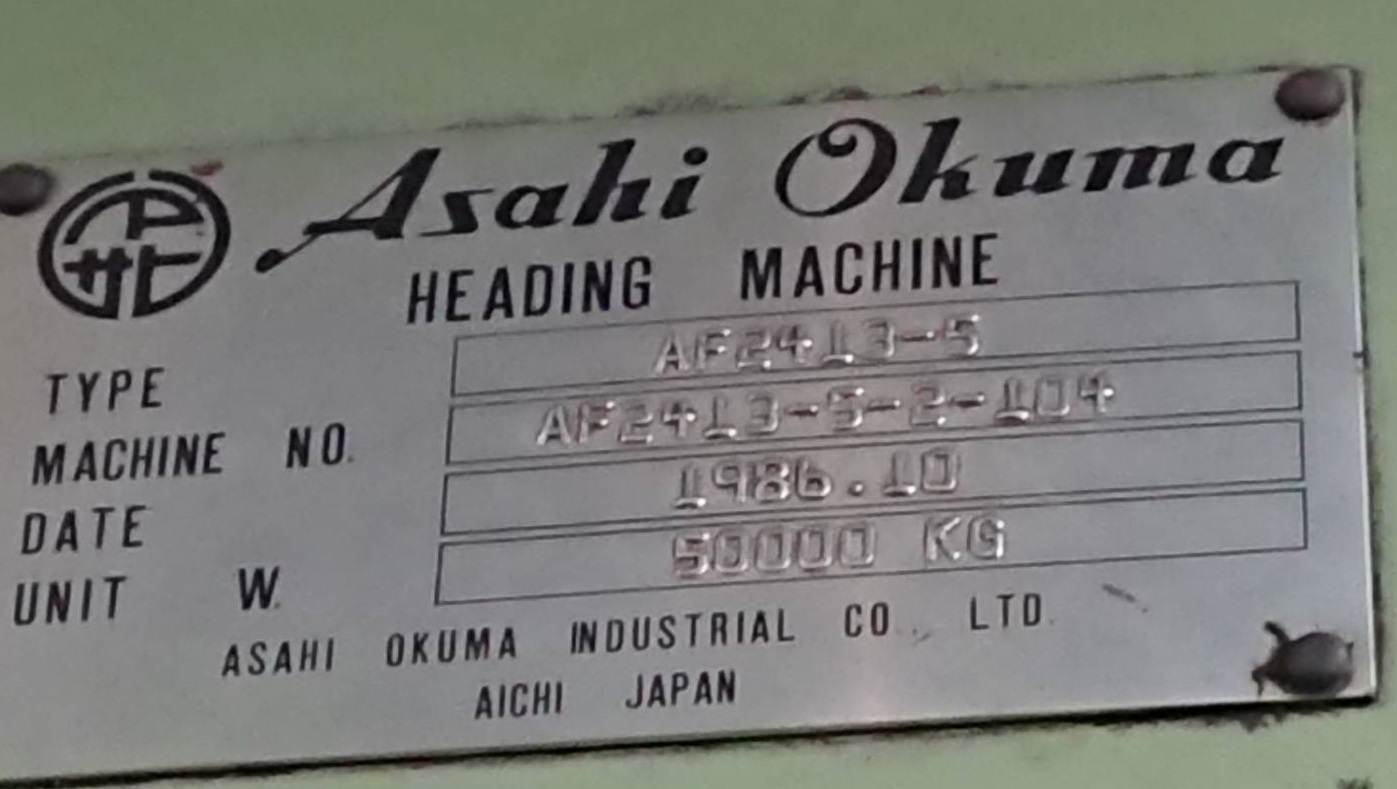 Asahi Okuma
HEADING MACHINE
TYPE AF2413-5
MACHINE NO. AF2413-5-2-104
DATE 1986.10
UNIT W. 50000 KG
ASAHI OKUMA INDUSTRIAL CO., LTD.
AICHI JAPAN